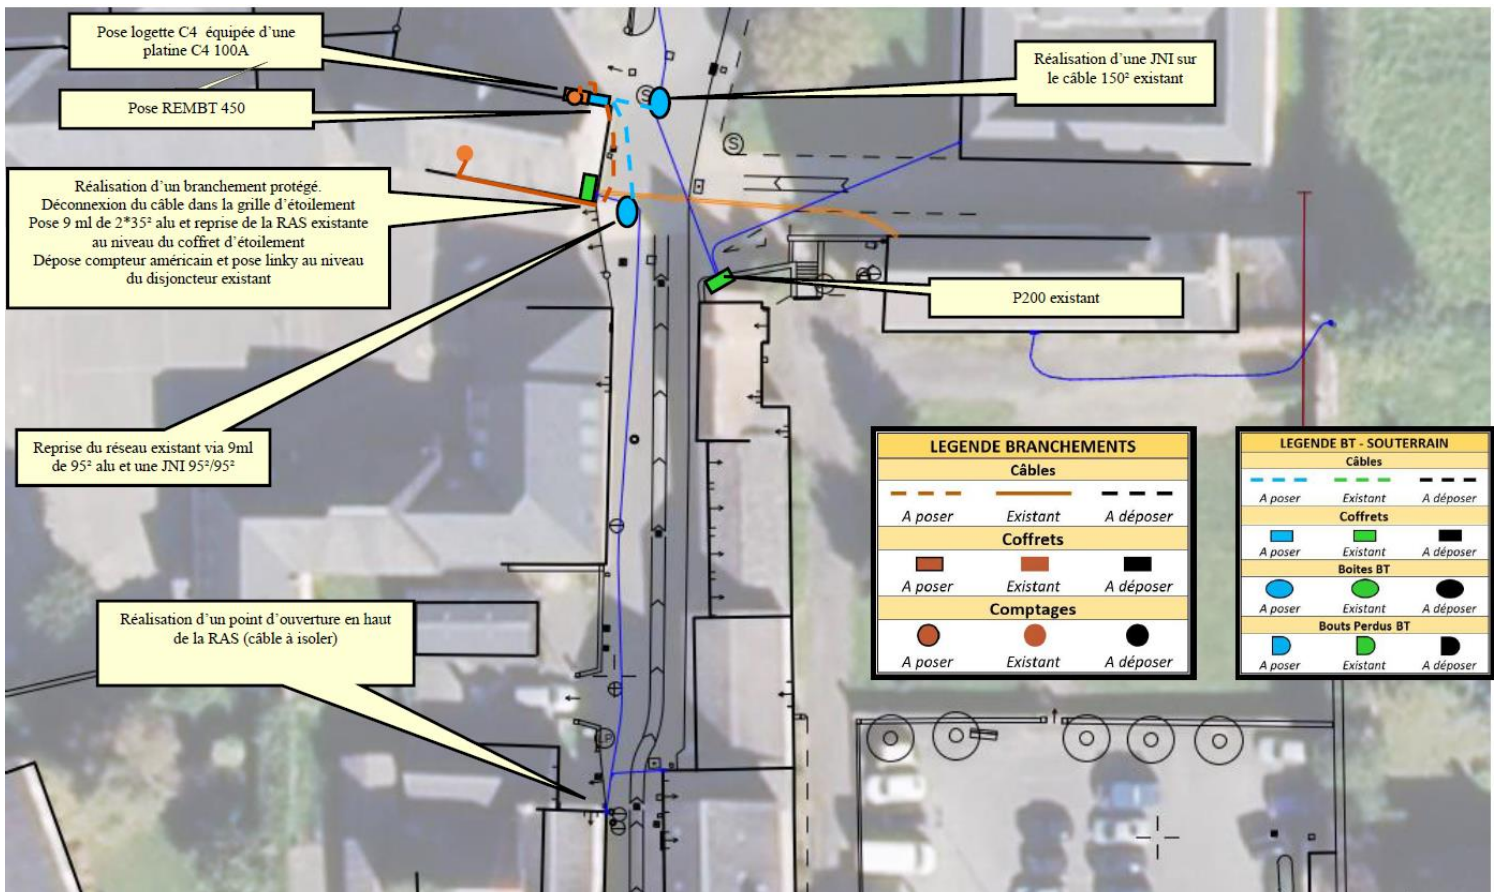 Pose logette C4 équipée d'une
platine C4 100A
Pose REMBT 450
Réalisation d'une JNI sur
le câble 150² existant
S
S
Réalisation d'un branchement protégé.
Déconnexion du câble dans la grille d'étoilement
Pose 9 ml de 2*35² alu et reprise de la RAS existante
au niveau du coffret d'étoilement
Dépose compteur américain et pose linky au niveau
du disjoncteur existant
P200 existant
Reprise du réseau existant via 9ml
de 95² alu et une JNI 95²/95²
Réalisation d'un point d'ouverture en haut
de la RAS (câble à isoler)
LEGENDE BRANCHEMENTS
Câbles
A poser Existant A déposer
Coffrets
A poser Existant A déposer
Comptages
A poser Existant A déposer
LEGENDE BT - SOUTERRAIN
Câbles
A poser Existant A déposer
Coffrets
A poser Existant A déposer
Boites BT
A poser Existant A déposer
Bouts Perdus BT
A poser Existant A déposer